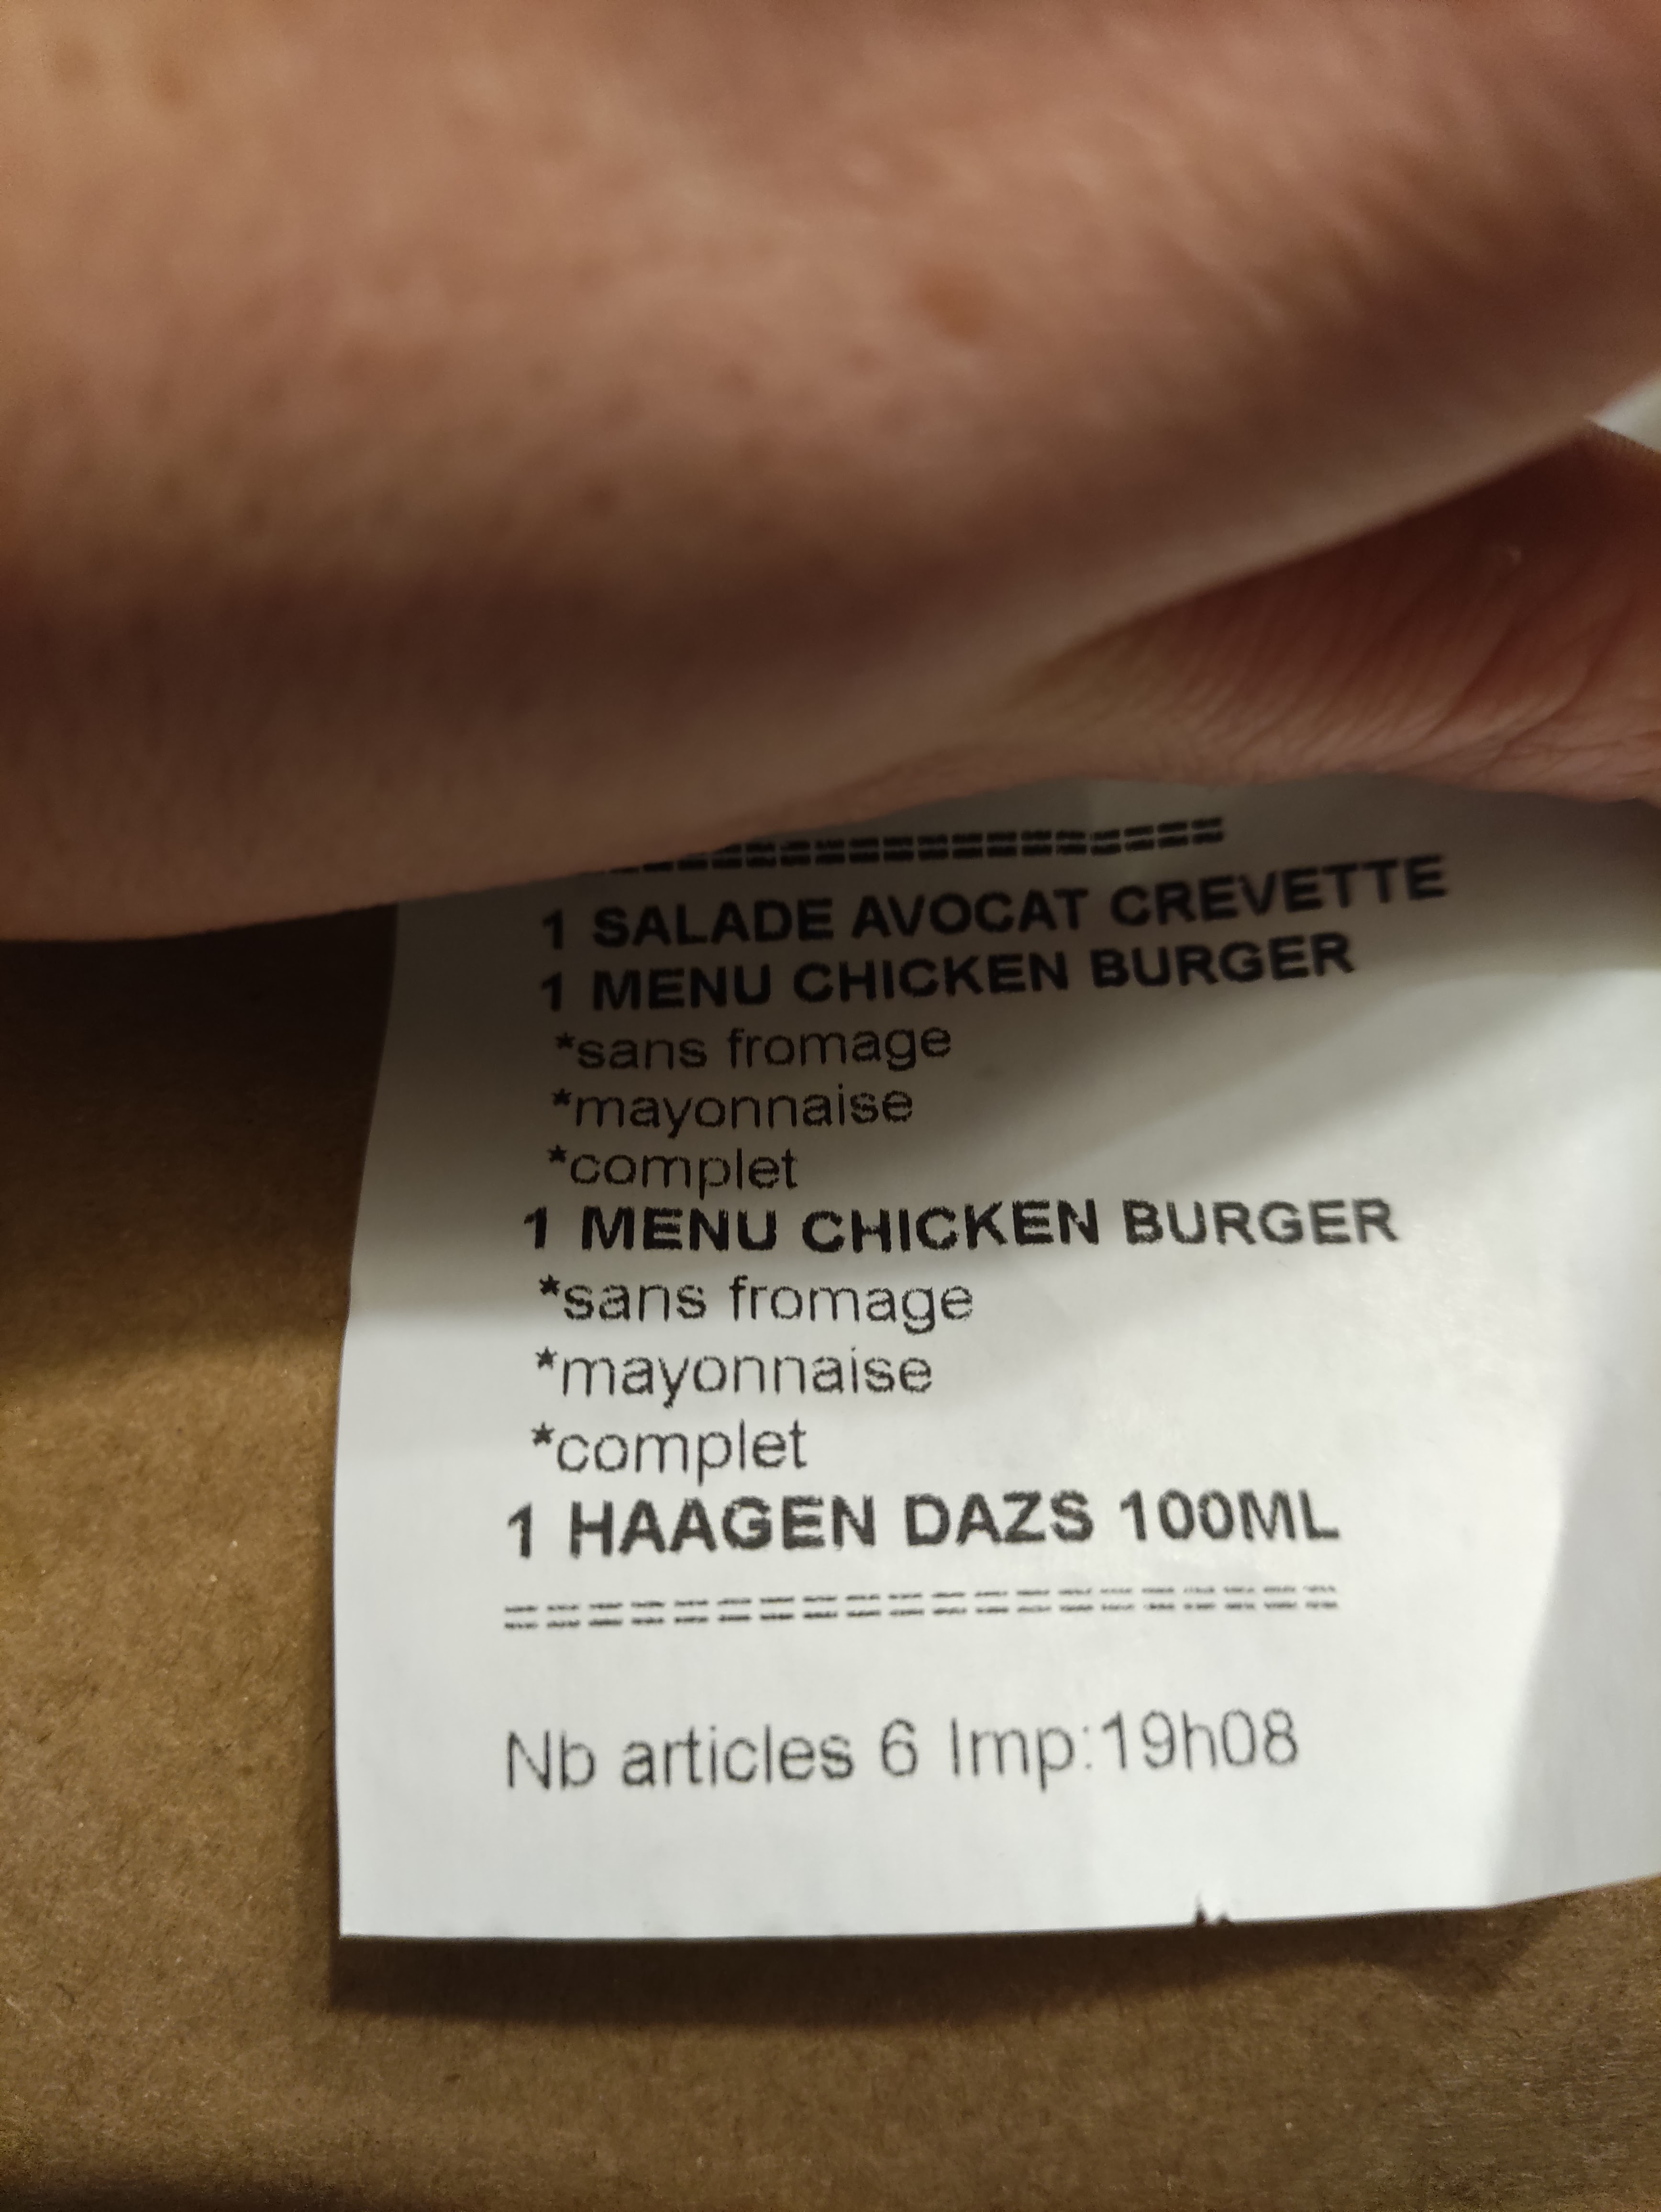 ==================
1 SALADE AVOCAT CREVETTE
1 MENU CHICKEN BURGER
*sans fromage
*mayonnaise
*complet
1 MENU CHICKEN BURGER
*sans fromage
*mayonnaise
*complet
1 HAAGEN DAZS 100ML
====================
Nb articles 6 Imp:19h08